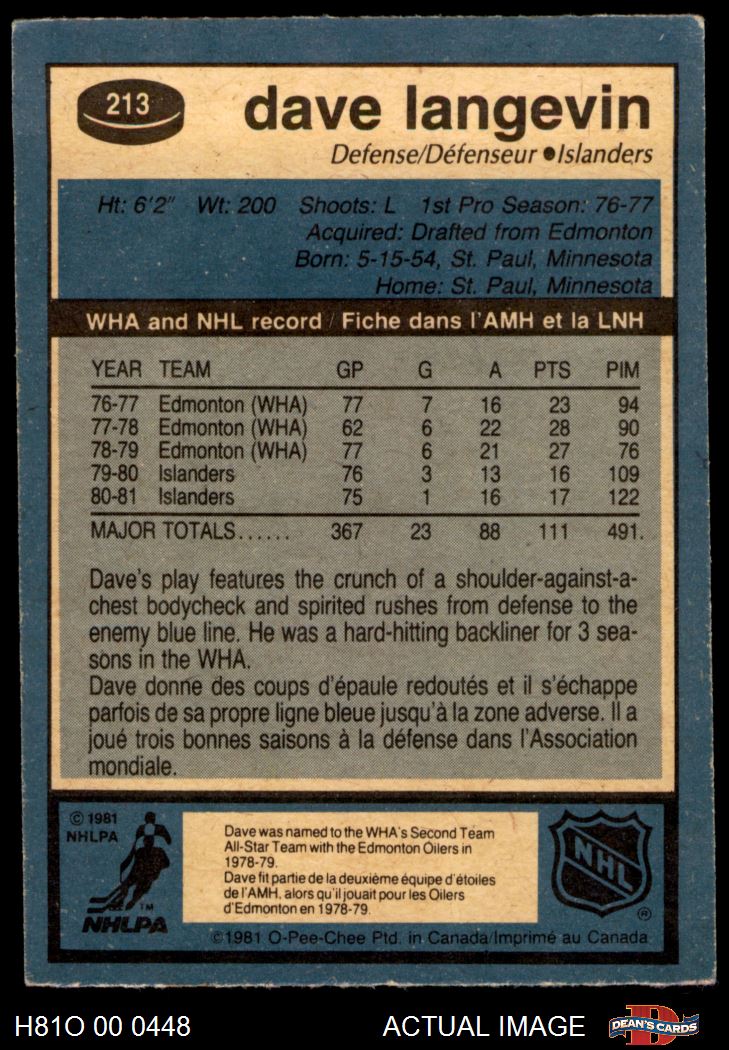 213
dave langevin
Defense/Défenseur ●Islanders
Ht: 6'2" Wt: 200 Shoots: L 1st Pro Season: 76-77
Acquired: Drafted from Edmonton
Born: 5-15-54, St. Paul, Minnesota
Home: St. Paul, Minnesota
WHA and NHL record / Fiche dans l'AMH et la LNH
YEAR TEAM GP G A PTS PIM
76-77 Edmonton (WHA) 77 7 16 23 94
77-78 Edmonton (WHA) 62 6 22 28 90
78-79 Edmonton (WHA) 77 6 21 27 76
79-80 Islanders 76 3 13 16 109
80-81 Islanders 75 1 16 17 122
MAJOR TOTALS...... 367 23 88 111 491.
Dave's play features the crunch of a shoulder-against-a-
chest bodycheck and spirited rushes from defense to the
enemy blue line. He was a hard-hitting backliner for 3 sea-
sons in the WHA.
Dave donne des coups d'épaule redoutés et il s'échappe
parfois de sa propre ligne bleue jusqu'à la zone adverse. Il a
joué trois bonnes saisons à la défense dans l'Association
mondiale.
© 1981
NHLPA
TM
NHLPA
Dave was named to the WHA's Second Team
All-Star Team with the Edmonton Oilers in
1978-79.
Dave fit partie de la deuxième équipe d'étoiles
de l'AMH, alors qu'il jouait pour les Oilers
d'Edmonton en 1978-79.
NHL
®
©1981 O-Pee-Chee Ptd. in Canada/Imprimé au Canada
H81O 00 0448
ACTUAL IMAGE
D
DEAN'S CARDS